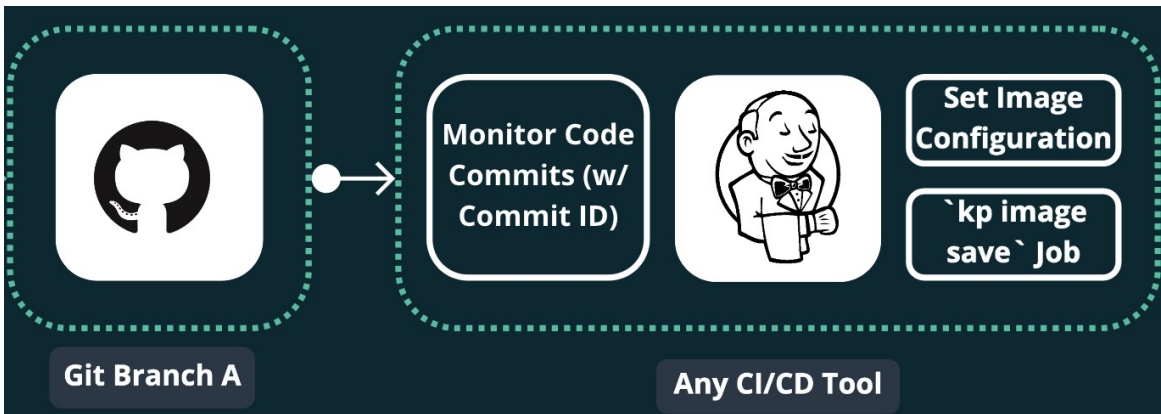 Monitor Code
Commits (w/
Commit ID)
Set Image
Configuration
`kp image
save` Job
Git Branch A
Any CI/CD Tool